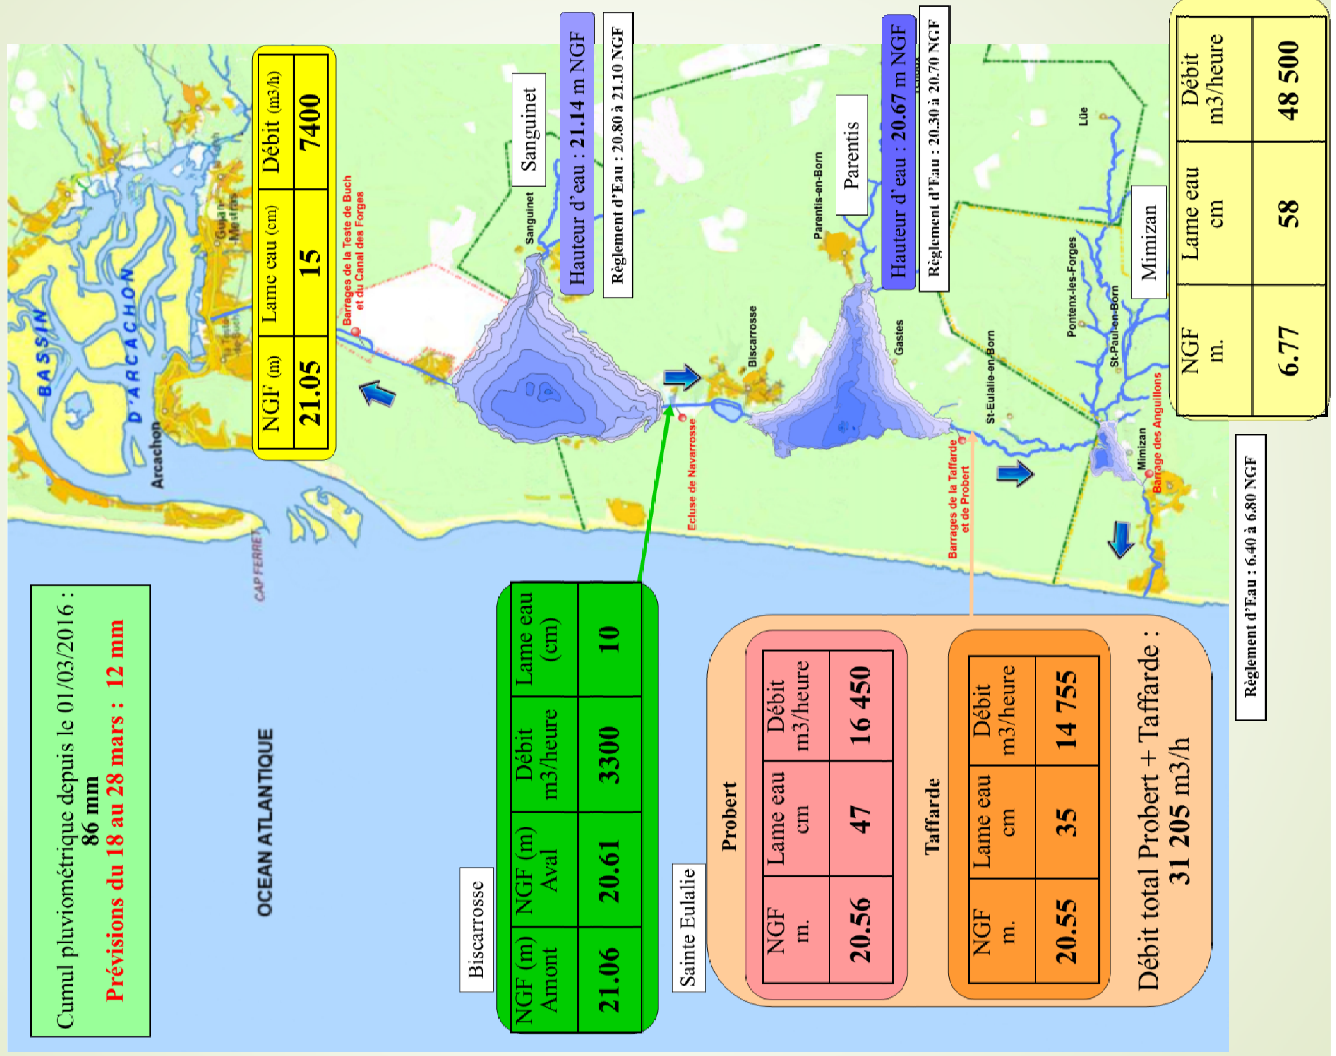 Cumul pluviométrique depuis le 01/03/2016 :
86 mm
Prévisions du 18 au 28 mars : 12 mm
BASSIN
D'ARCACHON
Arcachon
CAP FERRET
OCEAN ATLANTIQUE
NGF (m)
Lame eau (cm)
Débit (m3/h)
21.05
15
7400
Barrages de la Teste de Buch
et du Canal des Forges
Sanguinet
Sanguinet
Hauteur d'eau : 21.14 m NGF
Règlement d'Eau : 20.80 à 21.10 NGF
Biscarrosse
NGF (m)
Amont
NGF (m)
Aval
Débit
m3/heure
Lame eau
(cm)
21.06
20.61
3300
10
Ecluse de Navarrosse
Biscarrosse
Parentis
Parentis-en-Born
Hauteur d'eau : 20.67 m NGF
Règlement d'Eau : 20.30 à 20.70 NGF
Gastes
Sainte Eulalie
Probert
NGF
m.
Lame eau
cm
Débit
m3/heure
20.56
47
16 450
Taffarde
NGF
m.
Lame eau
cm
Débit
m3/heure
20.55
35
14 755
Débit total Probert + Taffarde :
31 205 m3/h
Barrages de la Taffarde
et de Probert
St-Eulalie-en-Born
Pontenx-les-Forges
St-Paul-en-Born
Lüe
Mimizan
Barrage des Anguillons
Mimizan
NGF
m.
Lame eau
cm
Débit
m3/heure
6.77
58
48 500
Règlement d'Eau : 6.40 à 6.80 NGF